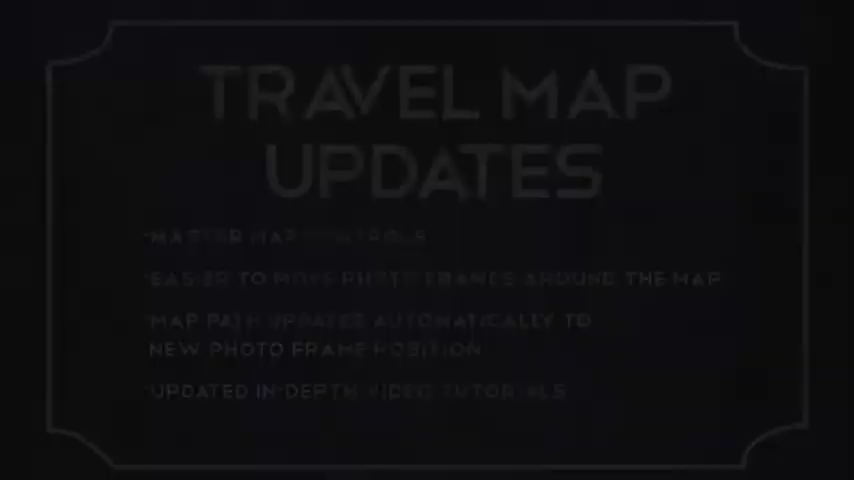 TRAVEL MAP
UPDATES
*MASTER MAP CONTROLS
*EASIER TO MOVE PHOTO FRAMES AROUND THE MAP
*MAP PATH UPDATES AUTOMATICALLY TO
NEW PHOTO FRAME POSITION
*UPDATED IN DEPTH VIDEO TUTORIALS